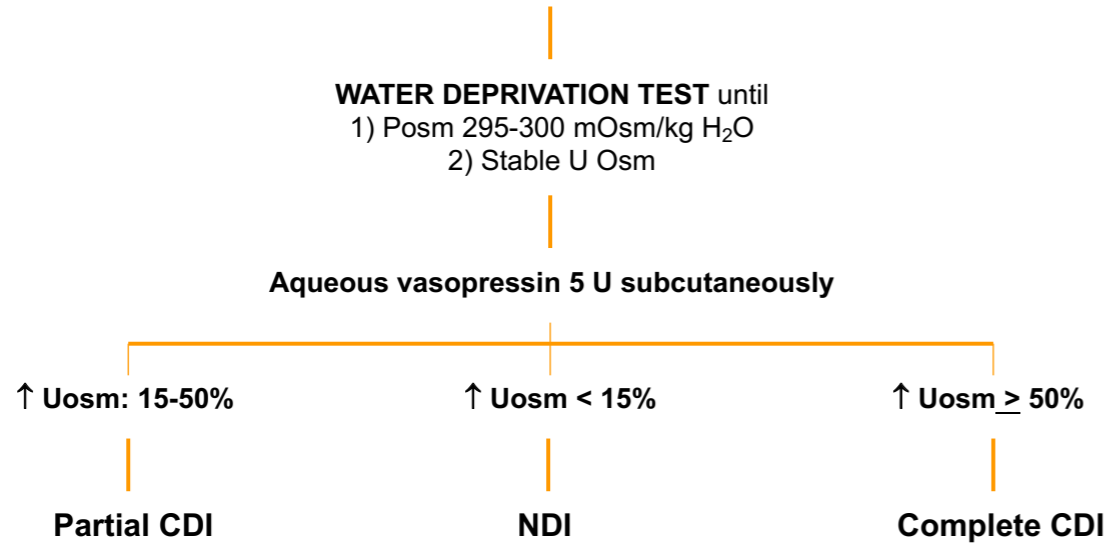 WATER DEPRIVATION TEST until
1) Posm 295-300 mOsm/kg H₂O
2) Stable U Osm
Aqueous vasopressin 5 U subcutaneously
↑ Uosm: 15-50%
↑ Uosm < 15%
↑ Uosm ≥ 50%
Partial CDI
NDI
Complete CDI